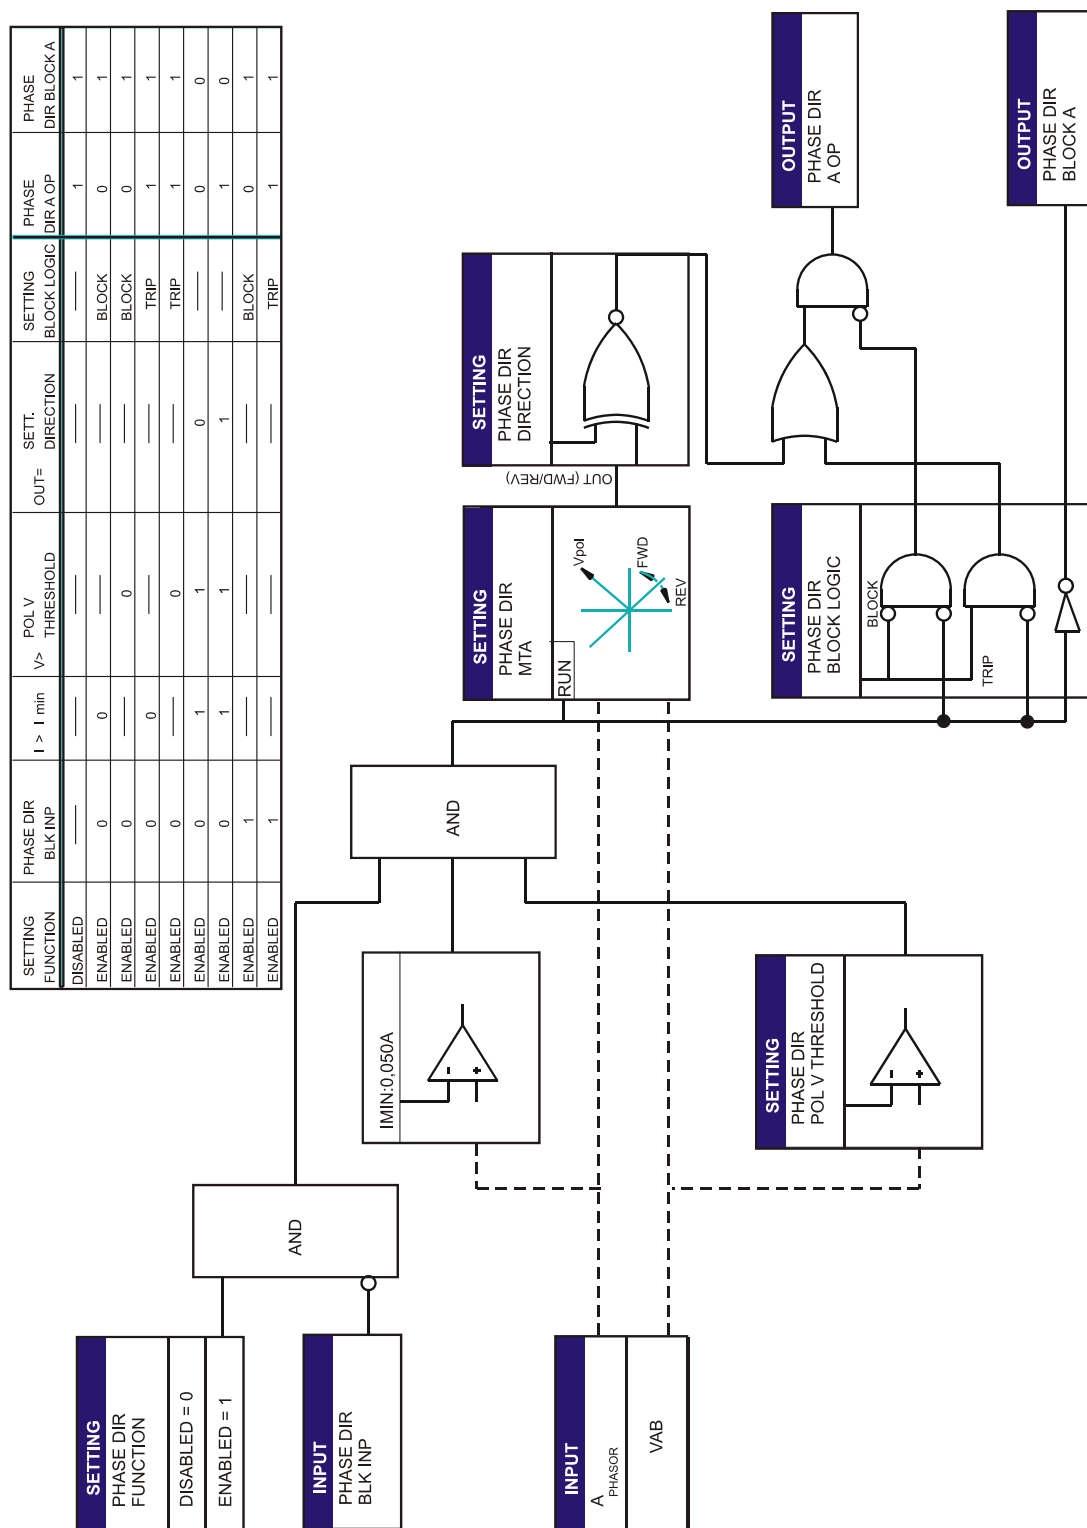 SETTING FUNCTION
PHASE DIR BLK INP
I > I min
V> POL V THRESHOLD
OUT= SETT. DIRECTION
SETTING BLOCK LOGIC
PHASE DIR A OP
PHASE DIR BLOCK A
DISABLED — — — — — 1 1
ENABLED 0 0 — — BLOCK 0 1
ENABLED 0 — 0 — BLOCK 0 1
ENABLED 0 0 — — TRIP 1 1
ENABLED 0 — 0 — TRIP 1 1
ENABLED 0 1 1 0 — 0 0
ENABLED 0 1 1 1 — 1 0
ENABLED 1 — — — BLOCK 0 1
ENABLED 1 — — — TRIP 1 1
SETTING
PHASE DIR
FUNCTION
DISABLED = 0
ENABLED = 1
INPUT
PHASE DIR
BLK INP
AND
INPUT
A PHASOR
VAB
IMIN:0,050A
-
+
AND
SETTING
PHASE DIR
POL V THRESHOLD
-
+
SETTING
PHASE DIR
MTA
RUN
Vpol
FWD
REV
OUT (FWD/REV)
SETTING
PHASE DIR
DIRECTION
SETTING
PHASE DIR
BLOCK LOGIC
BLOCK
TRIP
OUTPUT
PHASE DIR
A OP
OUTPUT
PHASE DIR
BLOCK A